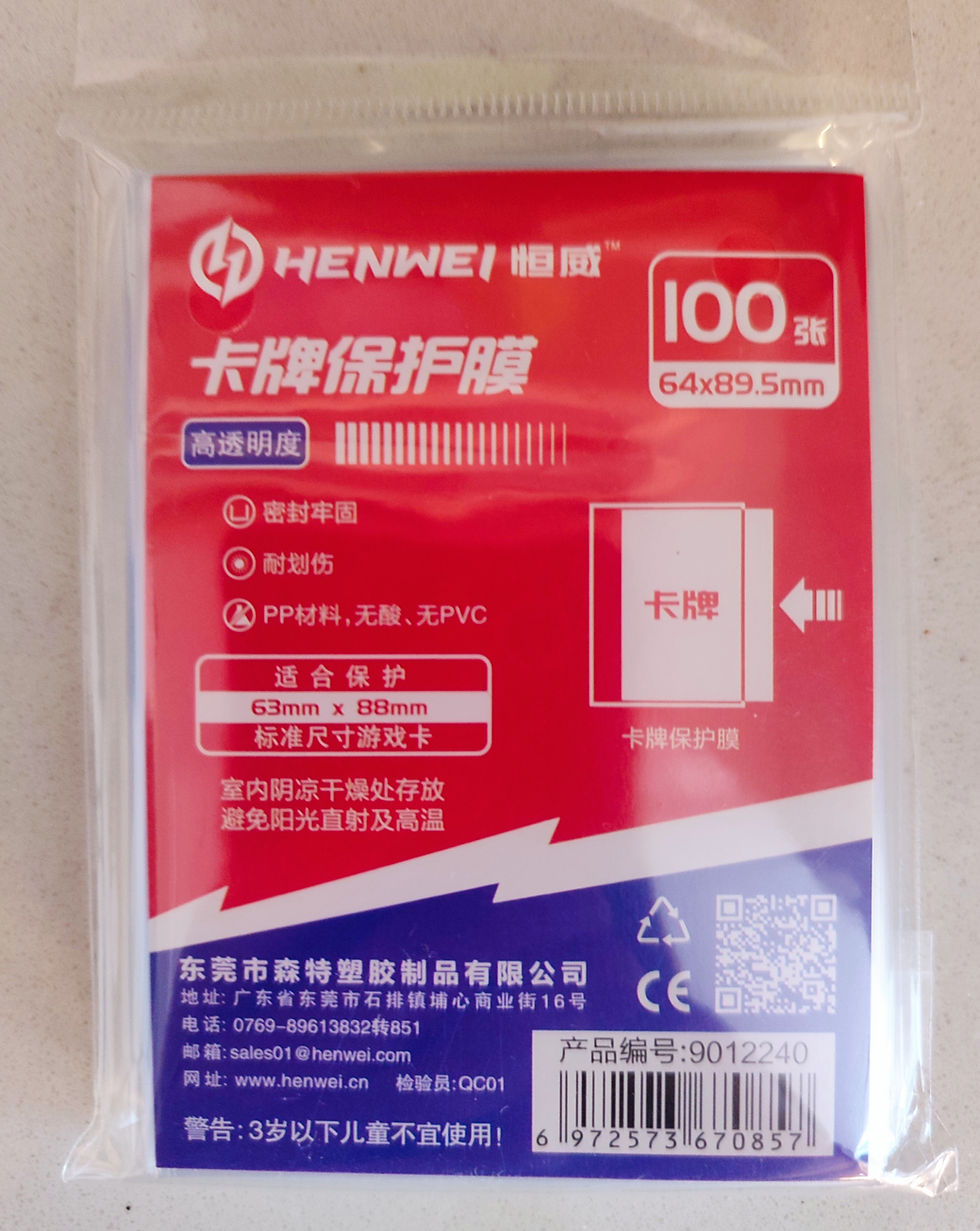 HENWEI 恒威™
100张
64x89.5mm
卡牌保护膜
高透明度
密封牢固
耐划伤
PP材料,无酸、无PVC
卡牌
适合保护
63mm x 88mm
标准尺寸游戏卡
卡牌保护膜
室内阴凉干燥处存放
避免阳光直射及高温
东莞市森特塑胶制品有限公司
地址: 广东省东莞市石排镇埔心商业街16号
电话: 0769-89613832转851
邮箱: sales01@henwei.com
网址: www.henwei.cn 检验员:QC01
警告: 3岁以下儿童不宜使用!
CE
产品编号:9012240
6 972573 670857